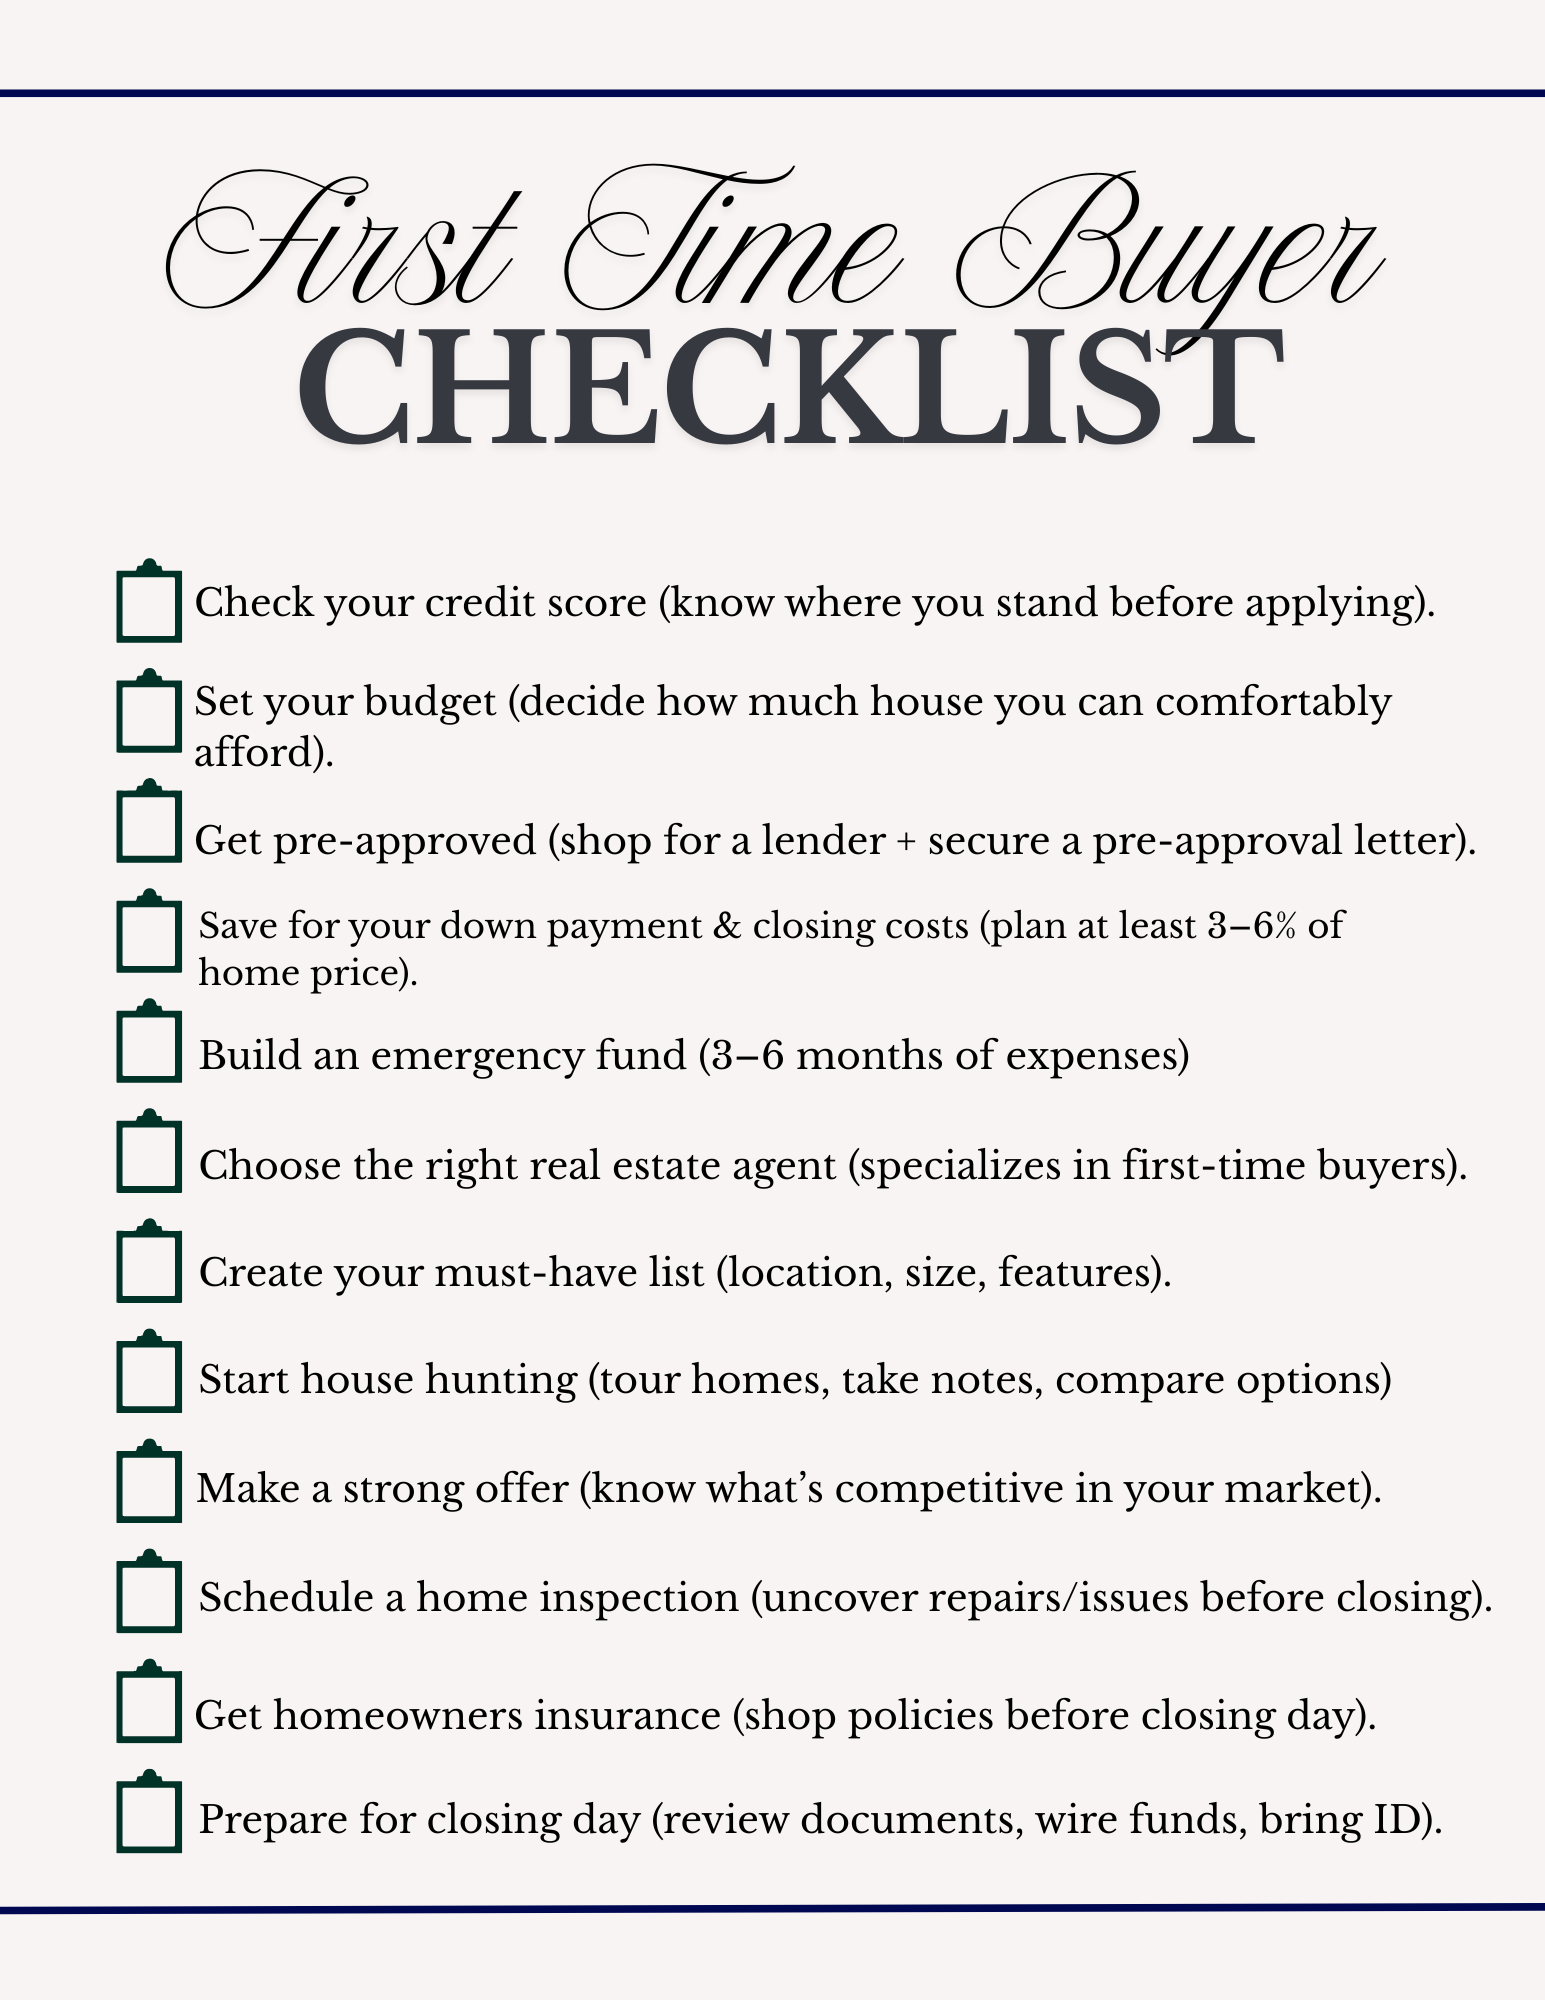 First Time Buyer
CHECKLIST
Check your credit score (know where you stand before applying).
Set your budget (decide how much house you can comfortably
afford).
Get pre-approved (shop for a lender + secure a pre-approval letter).
Save for your down payment & closing costs (plan at least 3–6% of
home price).
Build an emergency fund (3–6 months of expenses)
Choose the right real estate agent (specializes in first-time buyers).
Create your must-have list (location, size, features).
Start house hunting (tour homes, take notes, compare options)
Make a strong offer (know what’s competitive in your market).
Schedule a home inspection (uncover repairs/issues before closing).
Get homeowners insurance (shop policies before closing day).
Prepare for closing day (review documents, wire funds, bring ID).